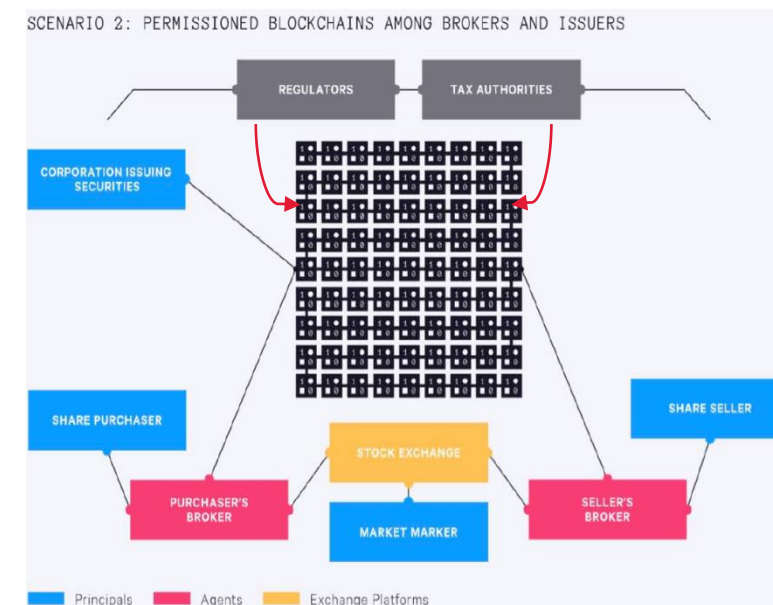 SCENARIO 2: PERMISSIONED BLOCKCHAINS AMONG BROKERS AND ISSUERS
REGULATORS
TAX AUTHORITIES
CORPORATION ISSUING
SECURITIES
SHARE PURCHASER
SHARE SELLER
STOCK EXCHANGE
PURCHASER'S
BROKER
SELLER'S
BROKER
MARKET MARKER
Principals
Agents
Exchange Platforms